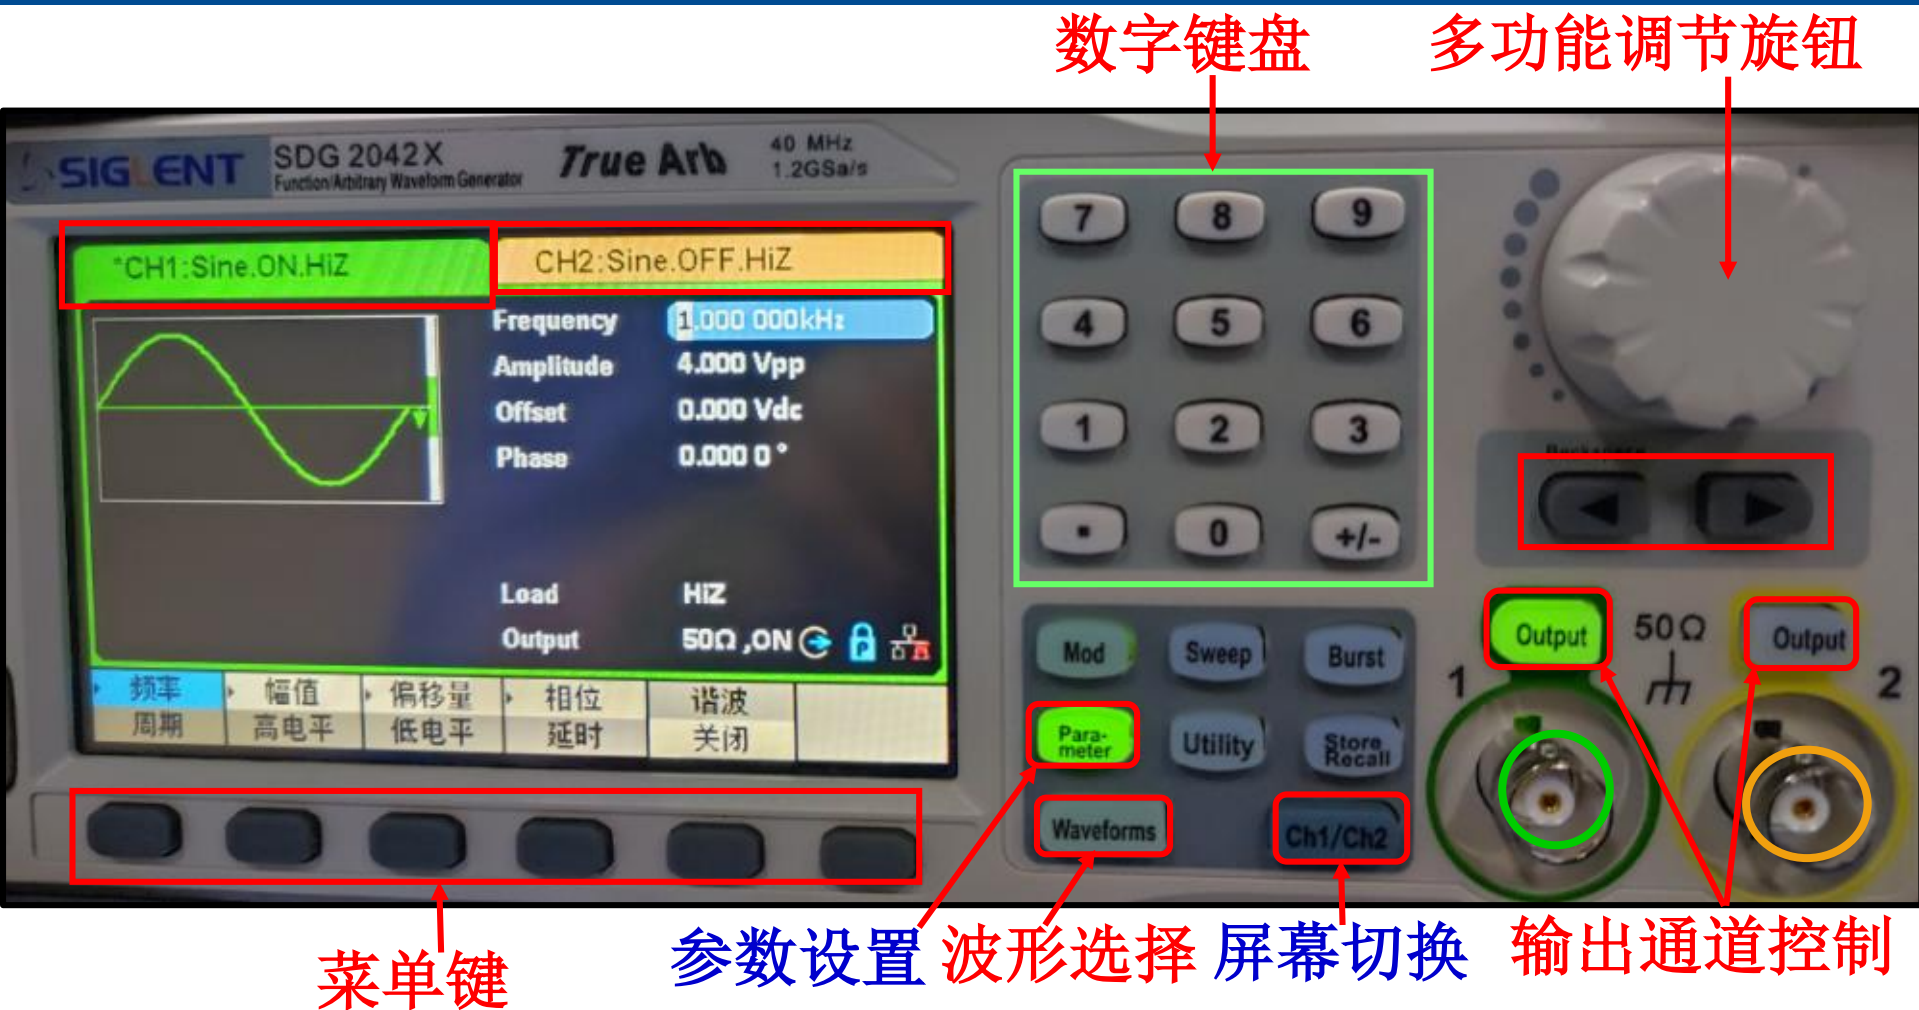 数字键盘
多功能调节旋钮
SIGLENT
SDG 2042X
Function/Arbitrary Waveform Generator
True Arb
40 MHz
1.2GSa/s
*CH1:Sine.ON.HiZ
CH2:Sine.OFF.HiZ
Frequency 1.000 000kHz
Amplitude 4.000 Vpp
Offset 0.000 Vdc
Phase 0.000 0 °
Load HiZ
Output 50Ω ,ON
P
频率 幅值 偏移量 相位 谐波
周期 高电平 低电平 延时 关闭
7 8 9
4 5 6
1 2 3
• 0 +/-
Mod Sweep Burst
Para-
meter
Utility
Store
Recall
Waveforms
Ch1/Ch2
Output
50Ω
Output
1
2
菜单键
参数设置
波形选择
屏幕切换
输出通道控制